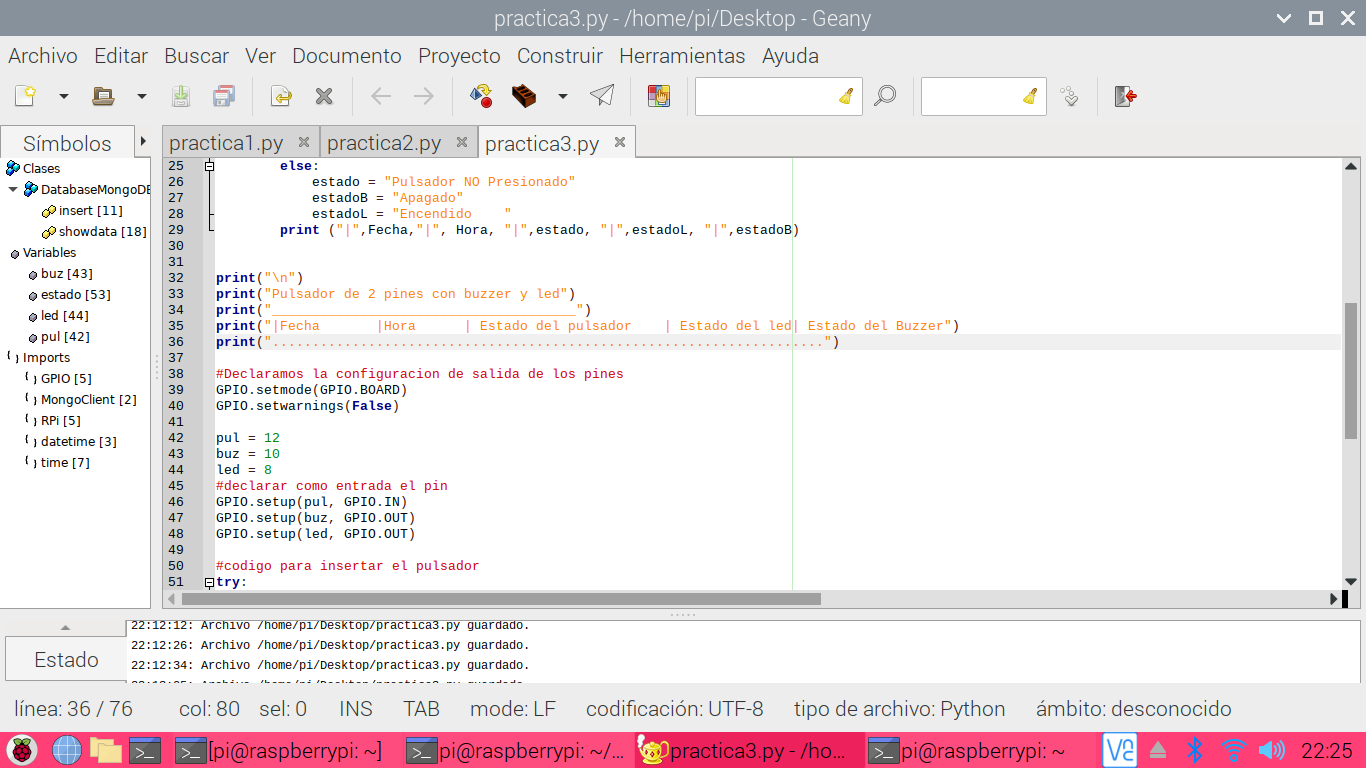 practica3.py - /home/pi/Desktop - Geany
Archivo Editar Buscar Ver Documento Proyecto Construir Herramientas Ayuda
Símbolos
practica1.py practica2.py practica3.py
Clases
DatabaseMongoDB
insert [11]
showdata [18]
Variables
buz [43]
estado [53]
led [44]
pul [42]
Imports
GPIO [5]
MongoClient [2]
RPi [5]
datetime [3]
time [7]
25 else:
26 estado = "Pulsador NO Presionado"
27 estadoB = "Apagado"
28 estadoL = "Encendido    "
29 print ("|",Fecha,"|", Hora, "|",estado, "|",estadoL, "|",estadoB)
30
31
32 print("\n")
33 print("Pulsador de 2 pines con buzzer y led")
34 print("______________________________________")
35 print("|Fecha       |Hora      | Estado del pulsador    | Estado del led| Estado del Buzzer")
36 print(".....................................................................")
37
38 #Declaramos la configuracion de salida de los pines
39 GPIO.setmode(GPIO.BOARD)
40 GPIO.setwarnings(False)
41
42 pul = 12
43 buz = 10
44 led = 8
45 #declarar como entrada el pin
46 GPIO.setup(pul, GPIO.IN)
47 GPIO.setup(buz, GPIO.OUT)
48 GPIO.setup(led, GPIO.OUT)
49
50 #codigo para insertar el pulsador
51 try:
Estado
22:12:12: Archivo /home/pi/Desktop/practica3.py guardado.
22:12:26: Archivo /home/pi/Desktop/practica3.py guardado.
22:12:34: Archivo /home/pi/Desktop/practica3.py guardado.
línea: 36 / 76 col: 80 sel: 0 INS TAB modo: LF codificación: UTF-8 tipo de archivo: Python ámbito: desconocido
[pi@raspberrypi: ~] pi@raspberrypi: ~/... practica3.py - /ho... pi@raspberrypi: ~ 22:25